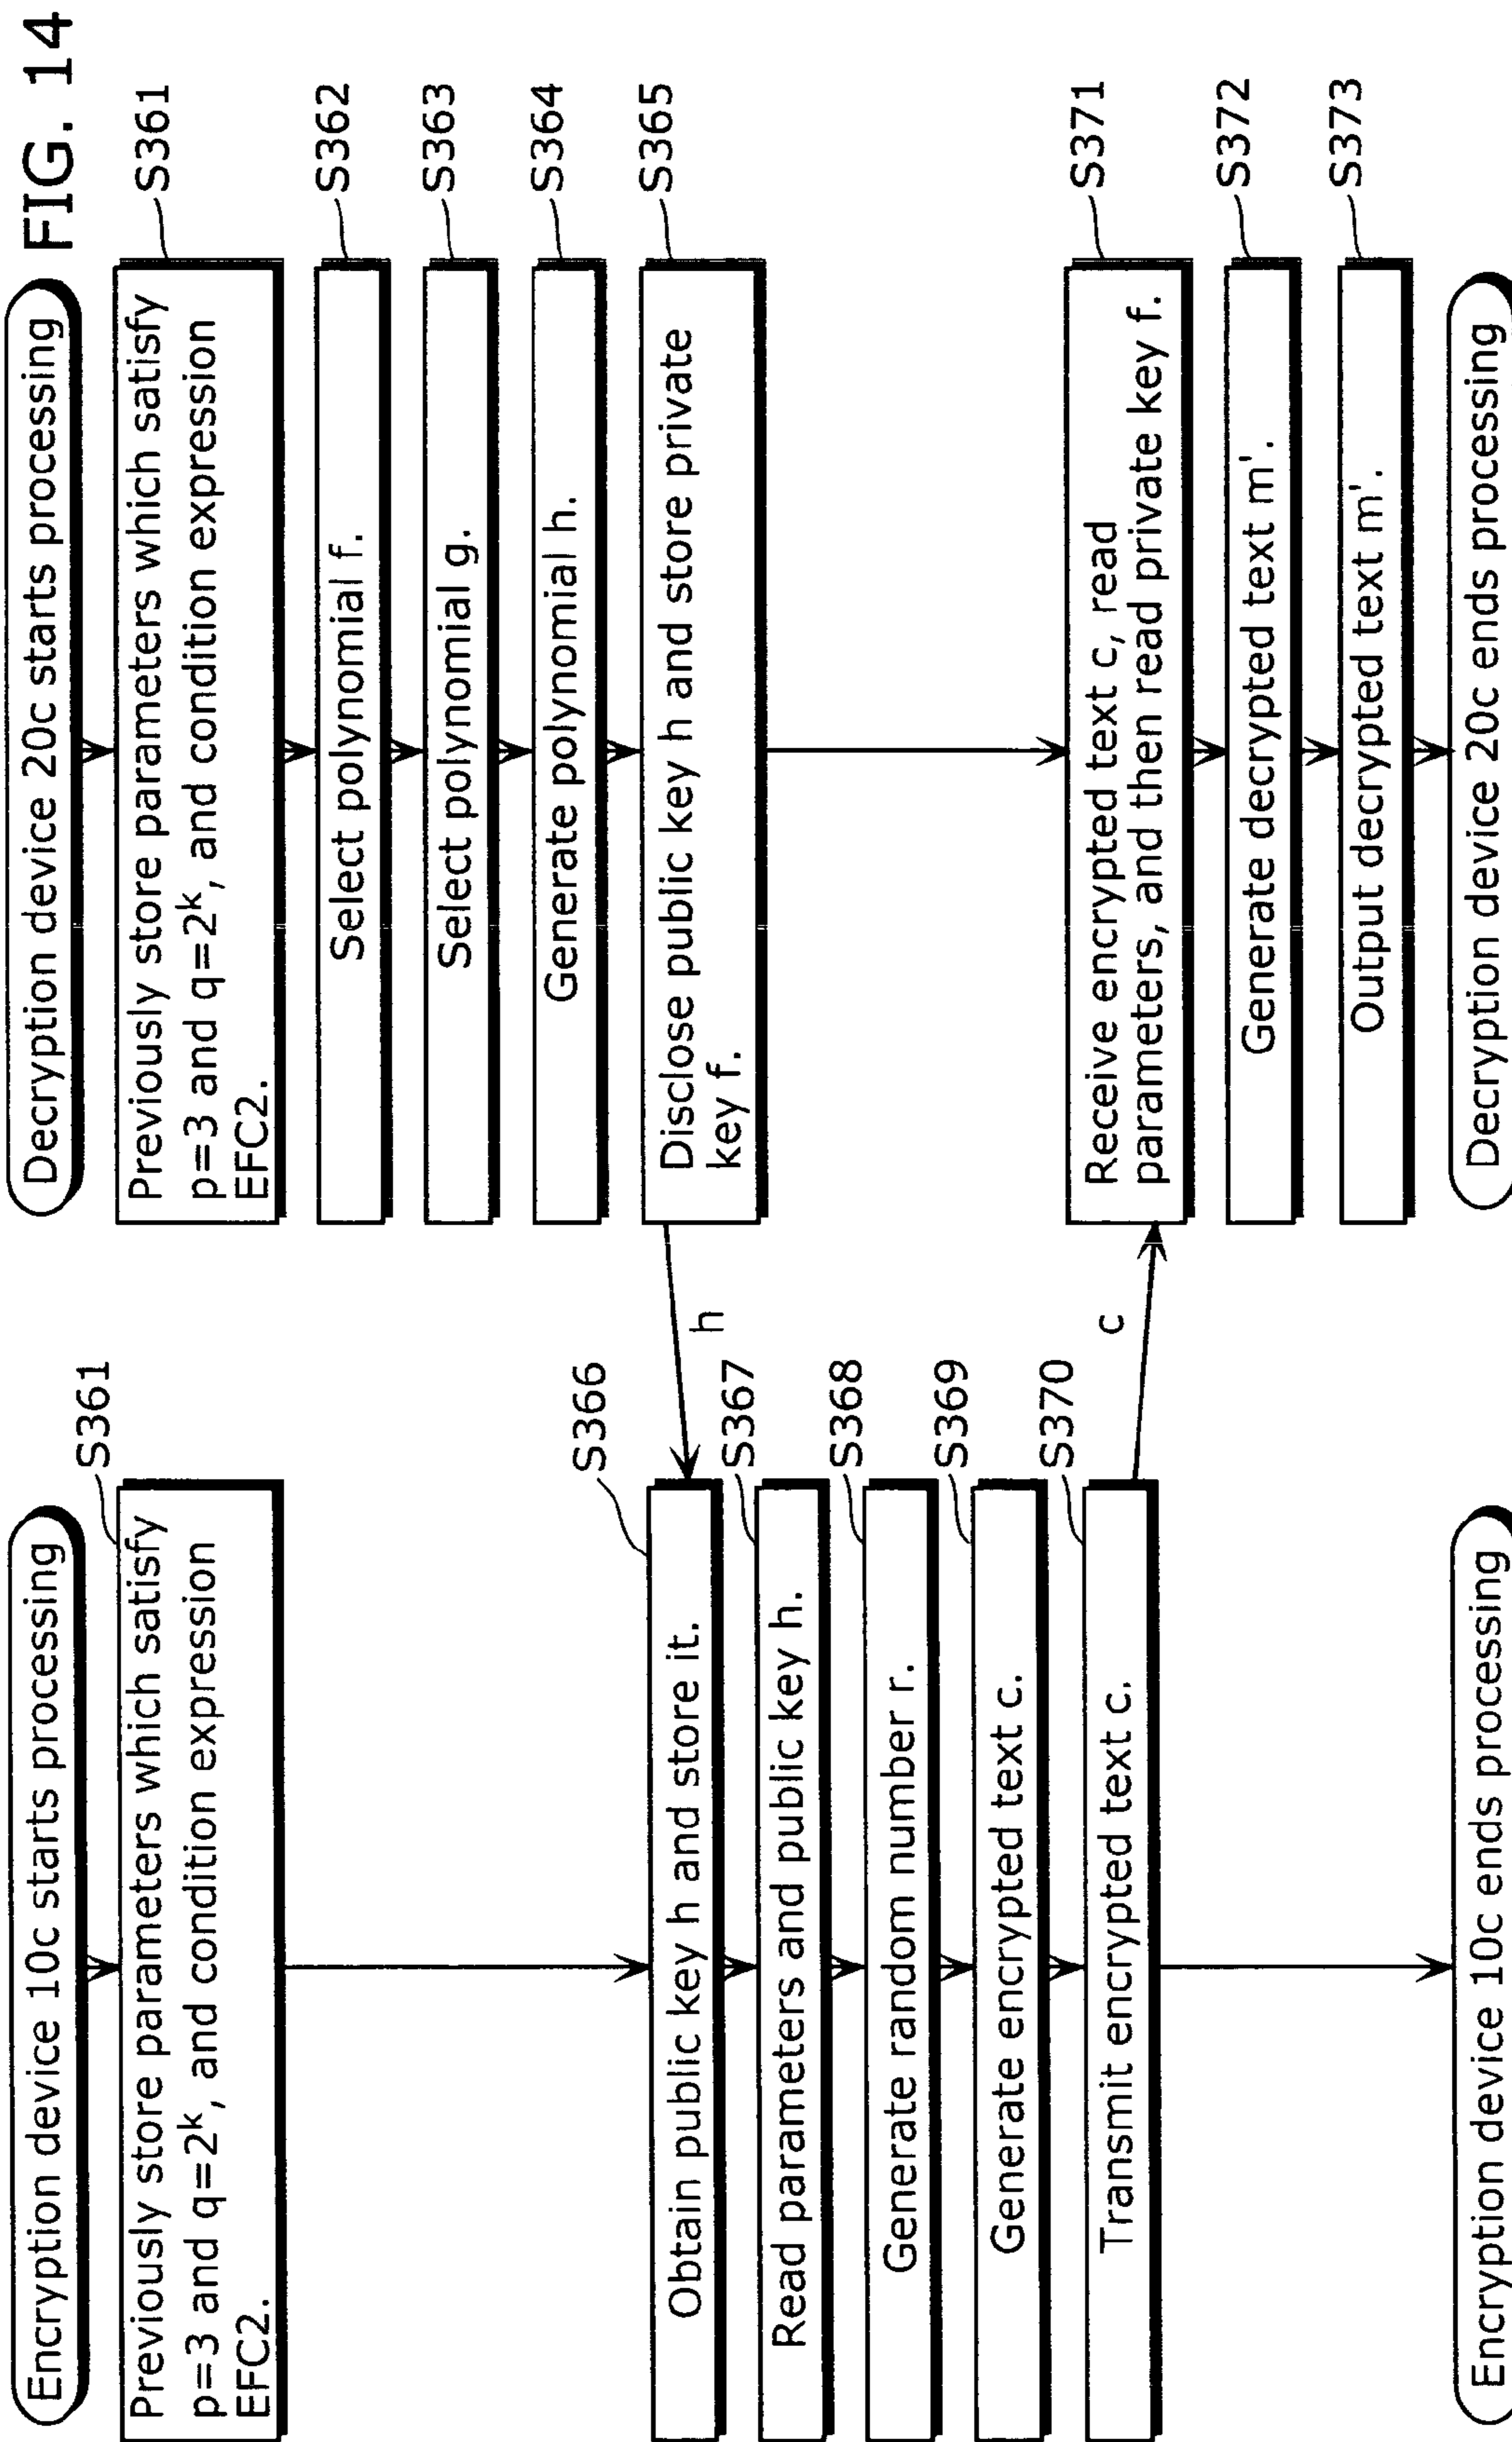 FIG. 14
Encryption device 10c starts processing
S361
Previously store parameters which satisfy
p=3 and q=2^k, and condition expression
EFC2.
S366
Obtain public key h and store it.
S367
Read parameters and public key h.
S368
Generate random number r.
S369
Generate encrypted text c.
S370
Transmit encrypted text c.
Encryption device 10c ends processing
h
c
Decryption device 20c starts processing
S361
Previously store parameters which satisfy
p=3 and q=2^k, and condition expression
EFC2.
S362
Select polynomial f.
S363
Select polynomial g.
S364
Generate polynomial h.
S365
Disclose public key h and store private
key f.
S371
Receive encrypted text c, read
parameters, and then read private key f.
S372
Generate decrypted text m'.
S373
Output decrypted text m'.
Decryption device 20c ends processing